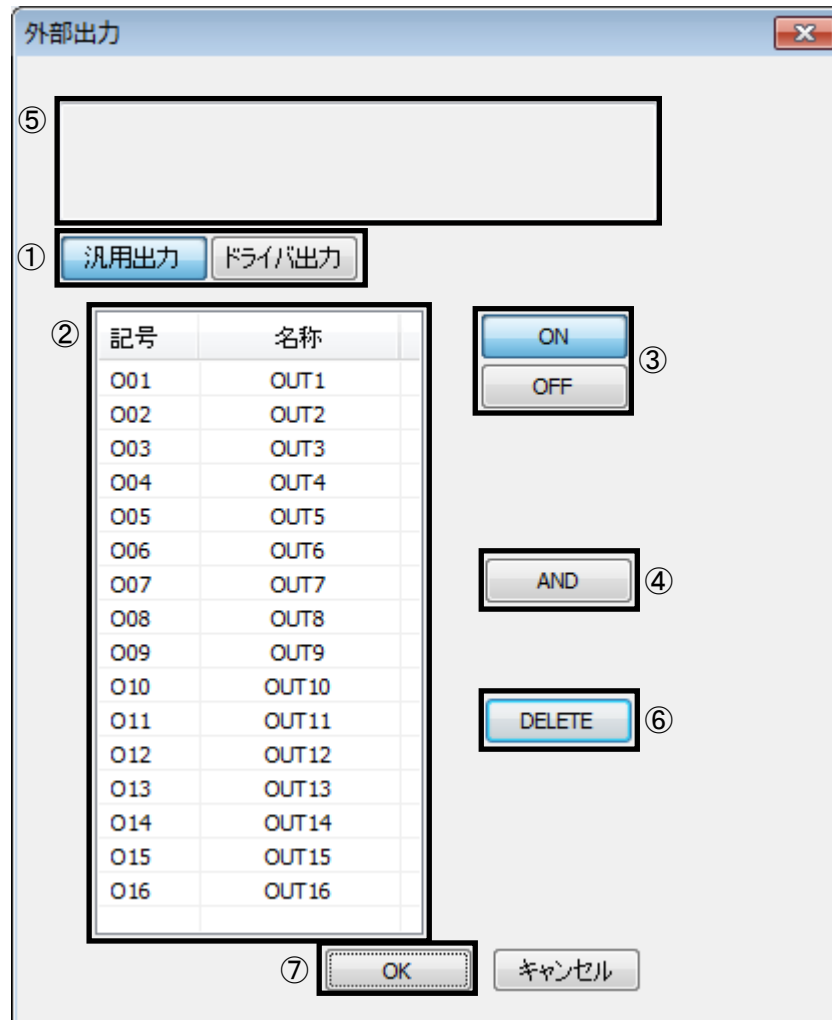 外部出力
⑤
① 汎用出力 ドライバ出力
② 記号 名称
O01 OUT1
O02 OUT2
O03 OUT3
O04 OUT4
O05 OUT5
O06 OUT6
O07 OUT7
O08 OUT8
O09 OUT9
O10 OUT10
O11 OUT11
O12 OUT12
O13 OUT13
O14 OUT14
O15 OUT15
O16 OUT16
ON
OFF
③
AND ④
DELETE ⑥
⑦ OK キャンセル